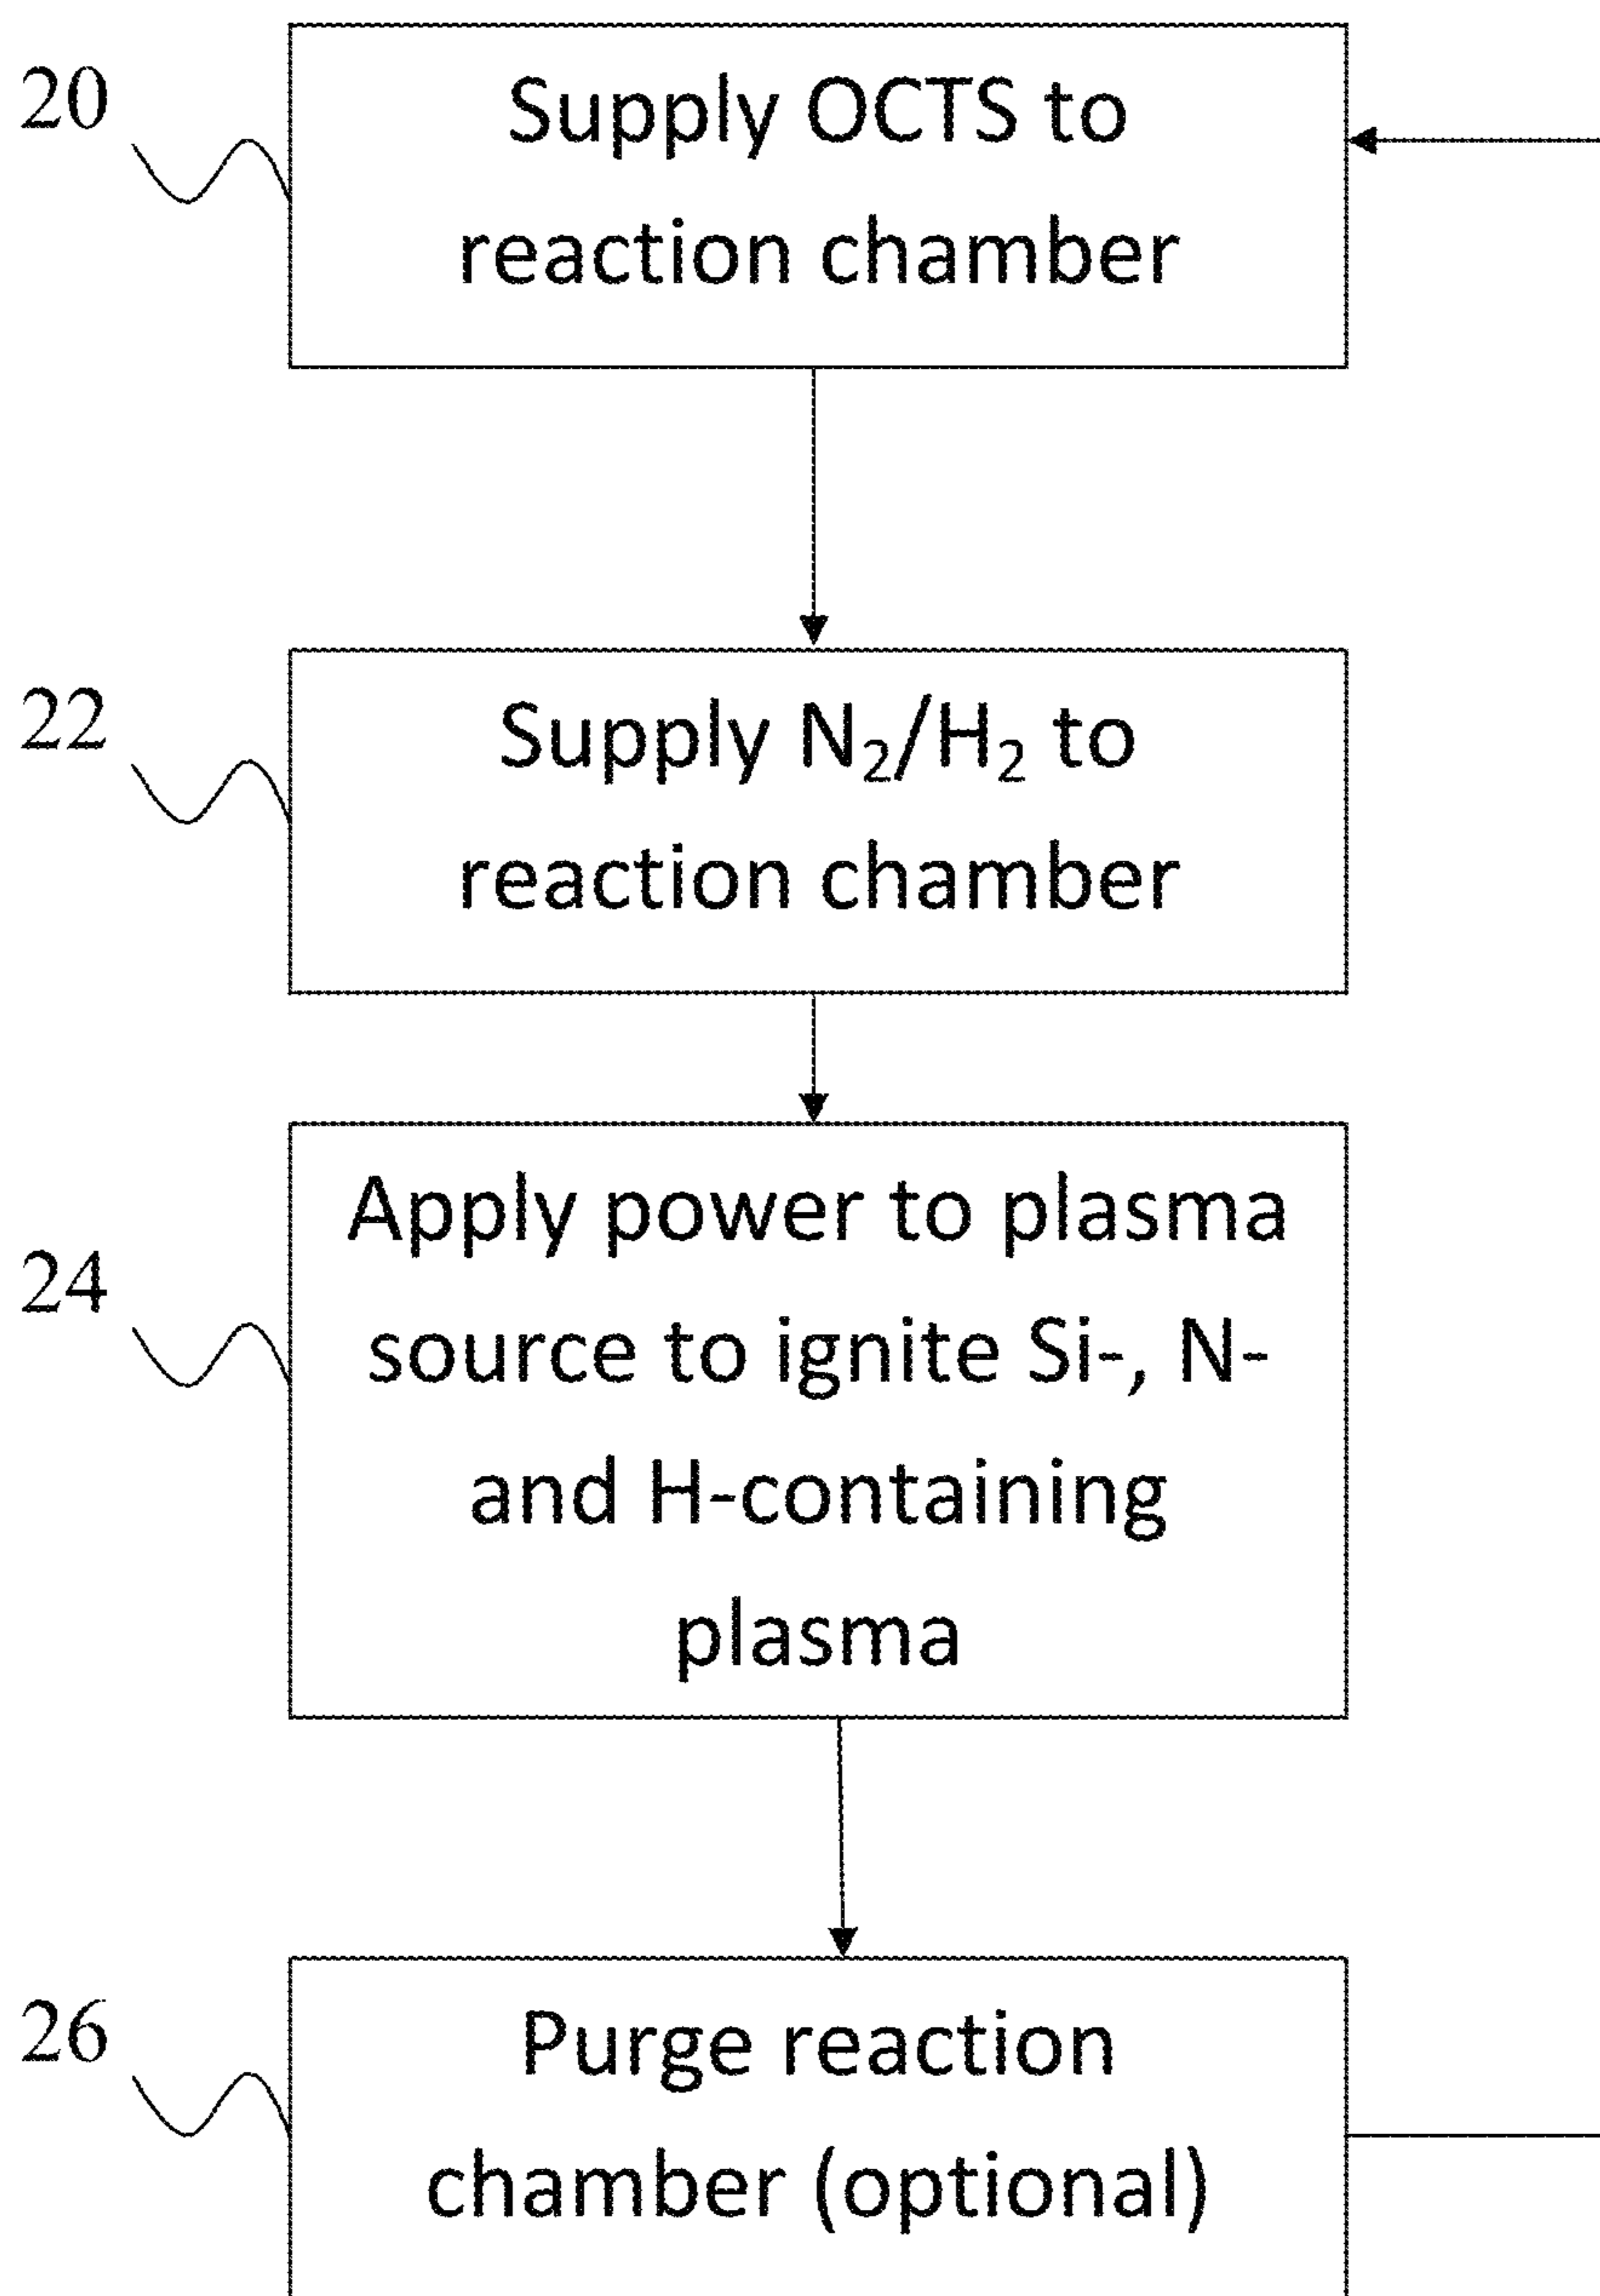 20
Supply OCTS to
reaction chamber
22
Supply N₂/H₂ to
reaction chamber
24
Apply power to plasma
source to ignite Si-, N-
and H-containing
plasma
26
Purge reaction
chamber (optional)